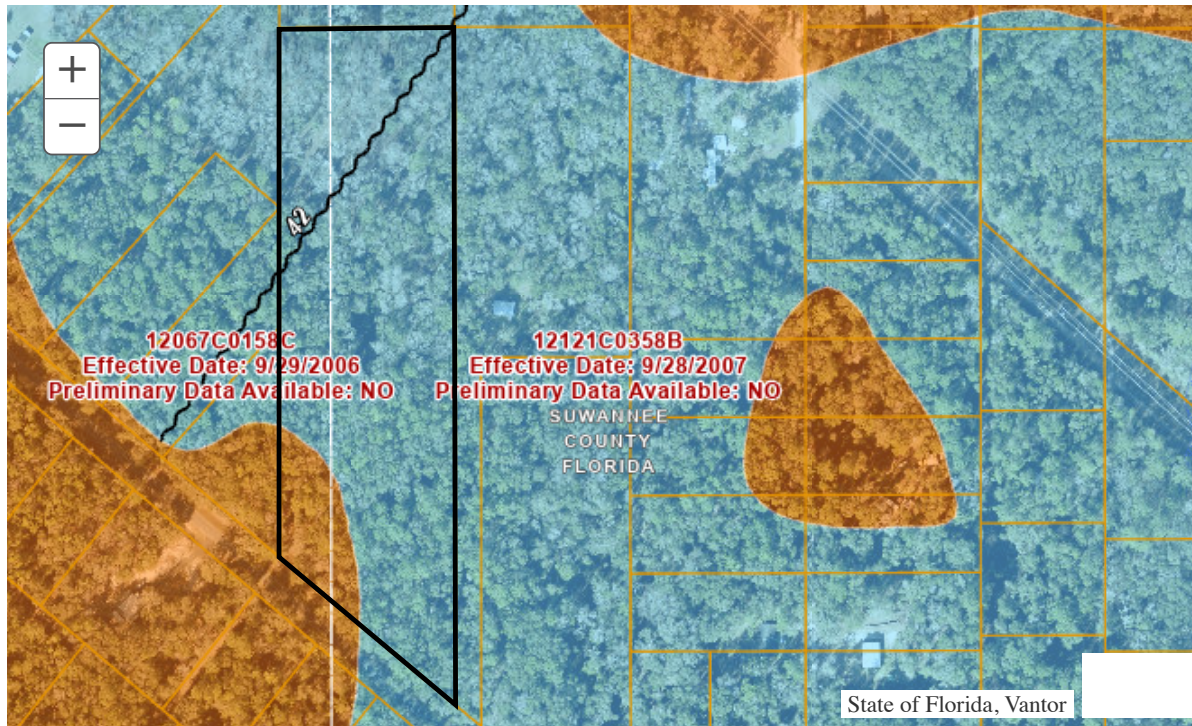 +
−
42
12067C0158C
Effective Date: 9/29/2006
Preliminary Data Available: NO
12121C0358B
Effective Date: 9/28/2007
Preliminary Data Available: NO
SUWANNEE
COUNTY
FLORIDA
State of Florida, Vantor